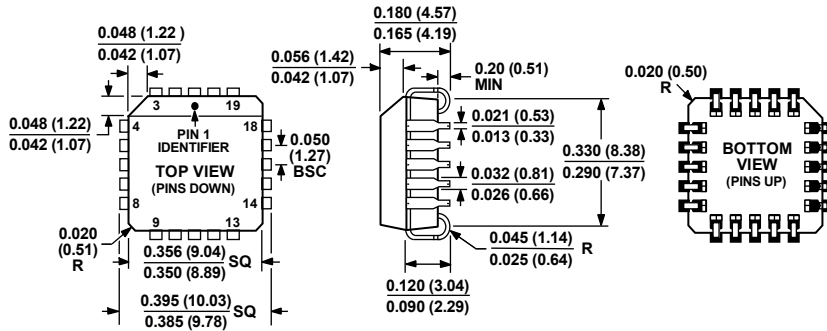 0.048 (1.22 )
0.042 (1.07)
0.048 (1.22)
0.042 (1.07)
3
19
4
18
PIN 1
IDENTIFIER
TOP VIEW
(PINS DOWN)
8
14
9
13
0.050
(1.27)
BSC
0.020
(0.51)
R
0.356 (9.04)
0.350 (8.89)
SQ
0.395 (10.03)
0.385 (9.78)
SQ
0.180 (4.57)
0.165 (4.19)
0.056 (1.42)
0.042 (1.07)
0.20 (0.51)
MIN
0.021 (0.53)
0.013 (0.33)
0.032 (0.81)
0.026 (0.66)
0.330 (8.38)
0.290 (7.37)
0.045 (1.14)
0.025 (0.64)
R
0.120 (3.04)
0.090 (2.29)
0.020 (0.50)
R
BOTTOM
VIEW
(PINS UP)